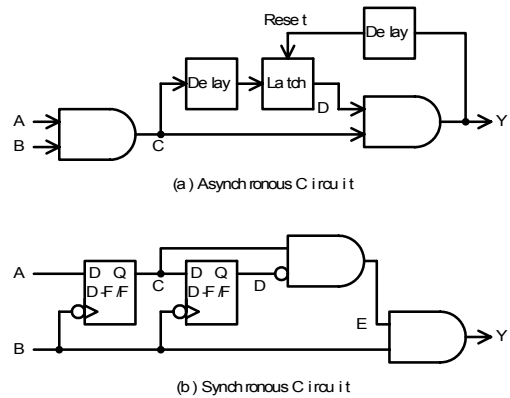 Reset
Delay
Delay
Latch
D
A
B
C
Y
(a) Asynchronous Circuit
A
D Q
D-F/F
C
D Q
D-F/F
D
E
B
Y
(b) Synchronous Circuit